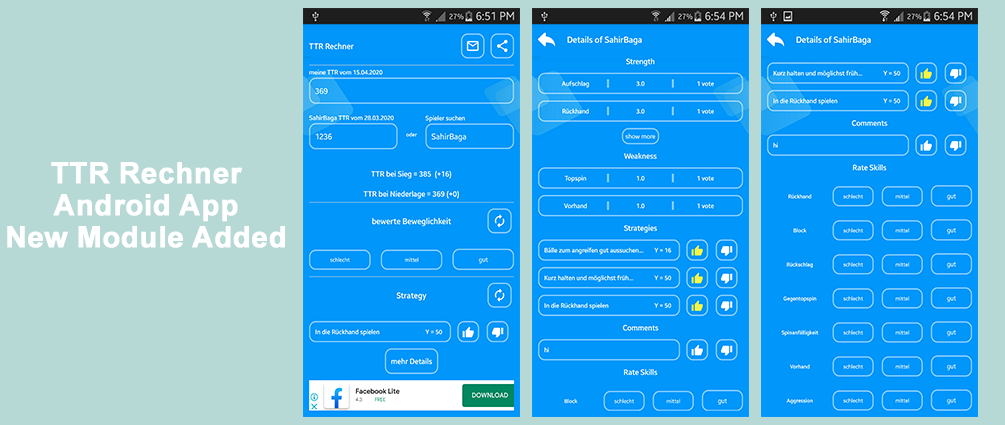 TTR Rechner
Android App
New Module Added
27% 6:51 PM
TTR Rechner
meine TTR vom 15.04.2020
369
SahirBaga TTR vom 28.03.2020
Spieler suchen
1236
oder
SahirBaga
TTR bei Sieg = 385 (+16)
TTR bei Niederlage = 369 (+0)
bewerte Beweglichkeit
schlecht mittel gut
Strategy
In die Rückhand spielen Y = 50
mehr Details
Facebook Lite
4.3 FREE
DOWNLOAD
27% 6:54 PM
Details of SahirBaga
Strength
Aufschlag | 3.0 | 1 vote
Rückhand | 3.0 | 1 vote
show more
Weakness
Topspin | 1.0 | 1 vote
Vorhand | 1.0 | 1 vote
Strategies
Bälle zum angreifen gut aussuchen... Y = 16
Kurz halten und möglichst früh... Y = 50
In die Rückhand spielen Y = 50
Comments
hi
Rate Skills
Block schlecht mittel gut
27% 6:54 PM
Details of SahirBaga
Kurz halten und möglichst früh... Y = 50
In die Rückhand spielen Y = 50
Comments
hi
Rate Skills
Rückhand schlecht mittel gut
Block schlecht mittel gut
Rückschlag schlecht mittel gut
Gegentopspin schlecht mittel gut
Spinanfälligkeit schlecht mittel gut
Vorhand schlecht mittel gut
Aggression schlecht mittel gut